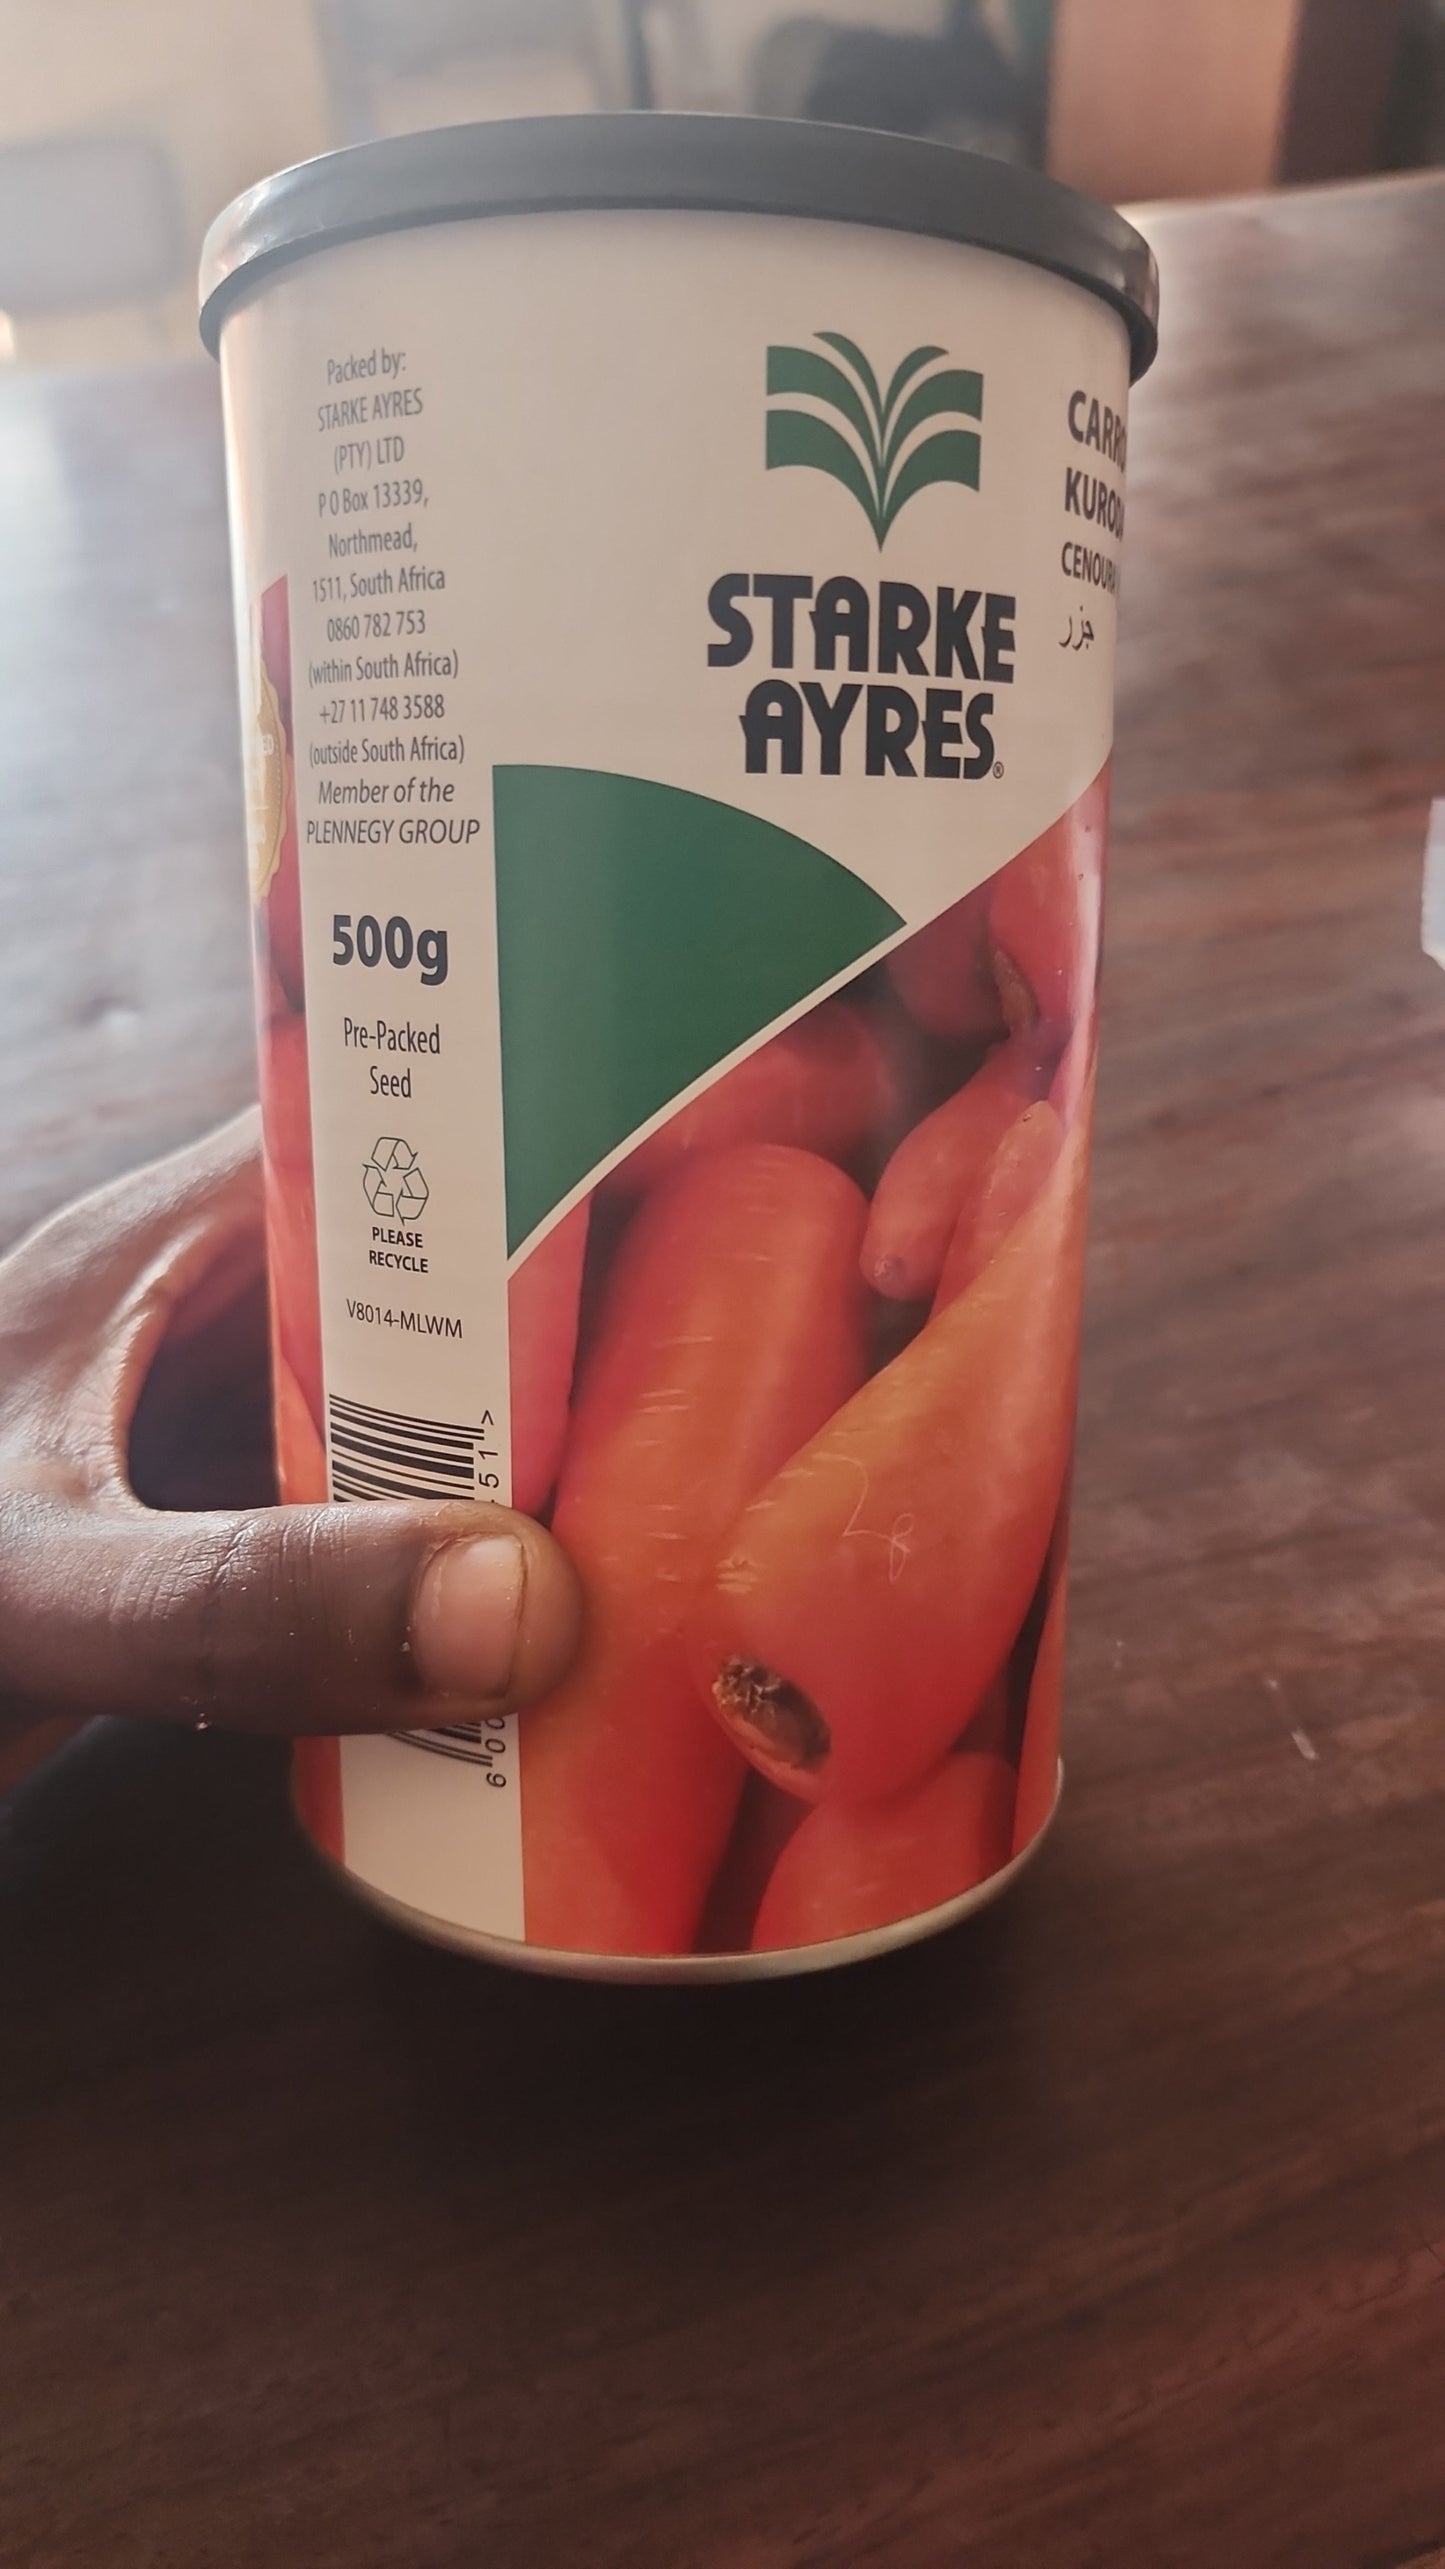 Packed by:
STARKE AYRES
(PTY) LTD
P O Box 13339,
Northmead,
1511, South Africa
0860 782 753
(within South Africa)
+27 11 748 3588
(outside South Africa)
Member of the
PLENNEGY GROUP
500g
Pre-Packed
Seed
PLEASE
RECYCLE
V8014-MLWM
STARKE
AYRES®
جزر